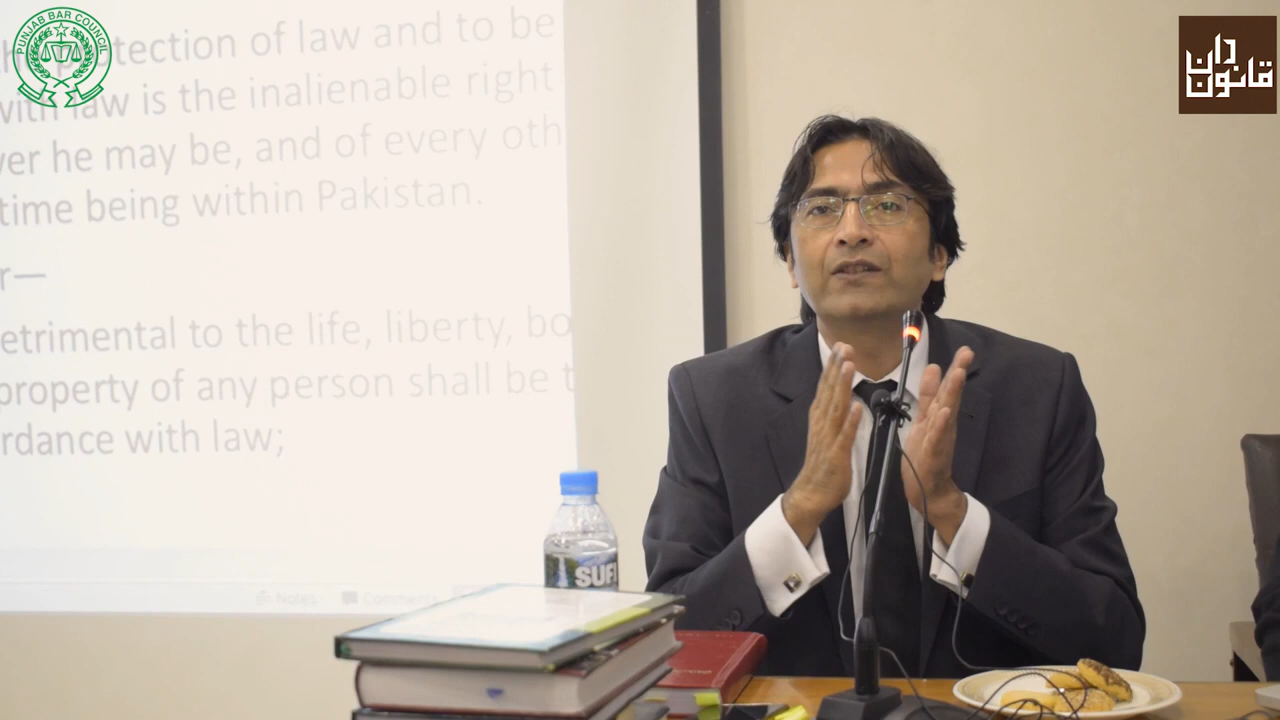 PUNJAB BAR COUNCIL
قانون دان
protection of law and to be
with law is the inalienable right
ver he may be, and of every oth
time being within Pakistan.
r—
etrimental to the life, liberty, bo
property of any person shall be t
rdance with law;
Notes Comments
SUFI